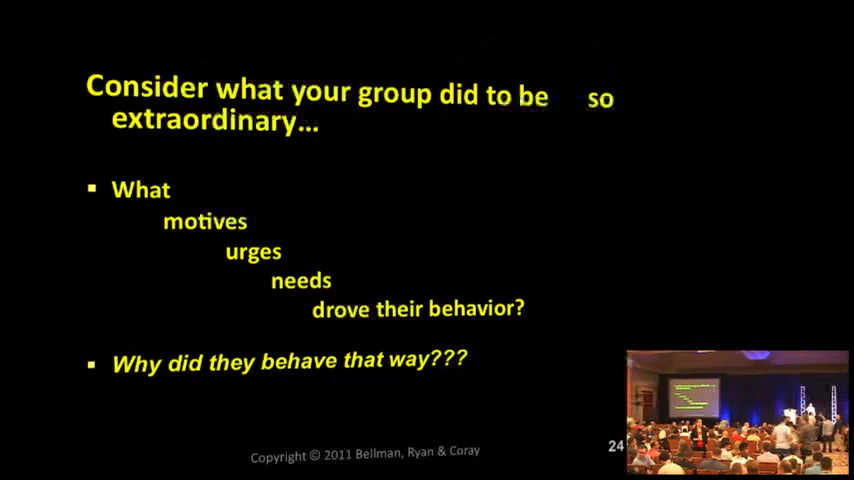 Consider what your group did to be so
extraordinary...
What
motives
urges
needs
drove their behavior?
Why did they behave that way???
Copyright © 2011 Bellman, Ryan & Coray
24